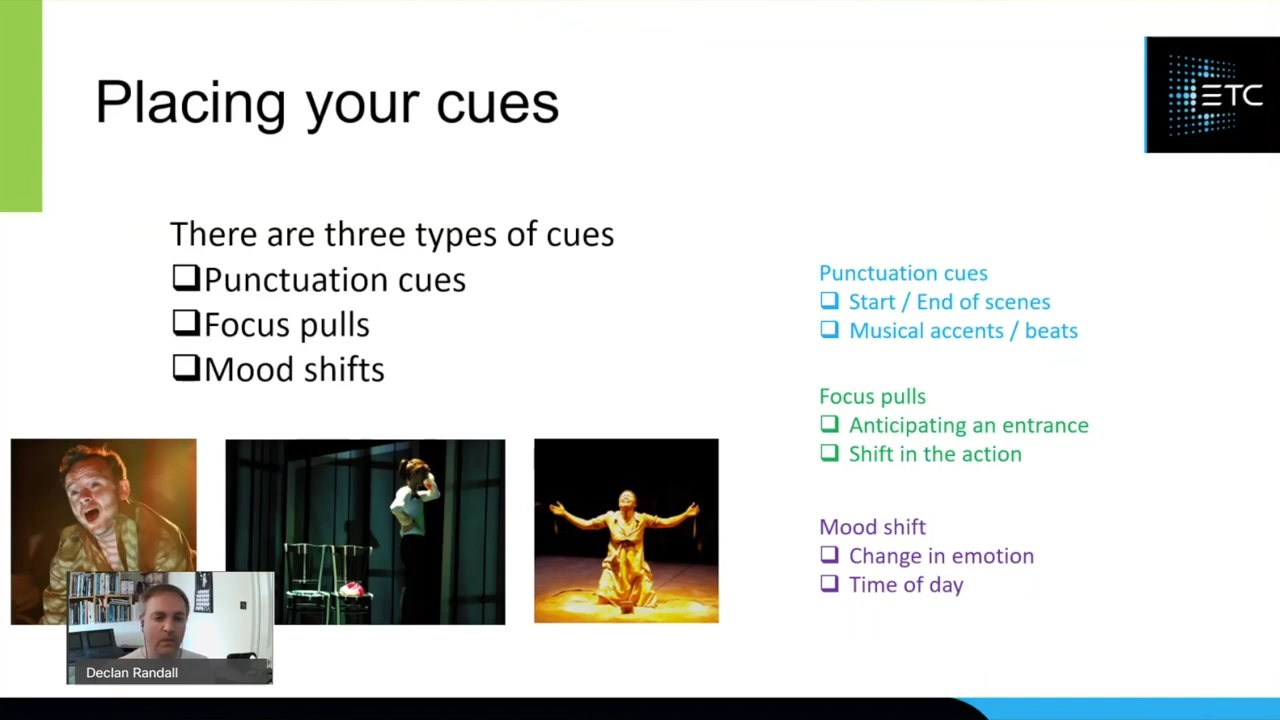 Placing your cues
ETC
There are three types of cues
Punctuation cues
Focus pulls
Mood shifts
Punctuation cues
Start / End of scenes
Musical accents / beats
Focus pulls
Anticipating an entrance
Shift in the action
Mood shift
Change in emotion
Time of day
Declan Randall